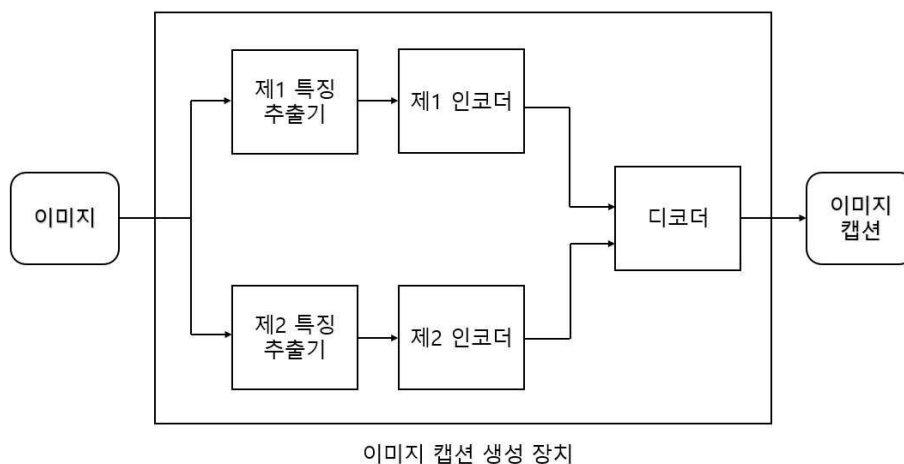 이미지
제1 특징
추출기
제1 인코더
제2 특징
추출기
제2 인코더
디코더
이미지
캡션
이미지 캡션 생성 장치